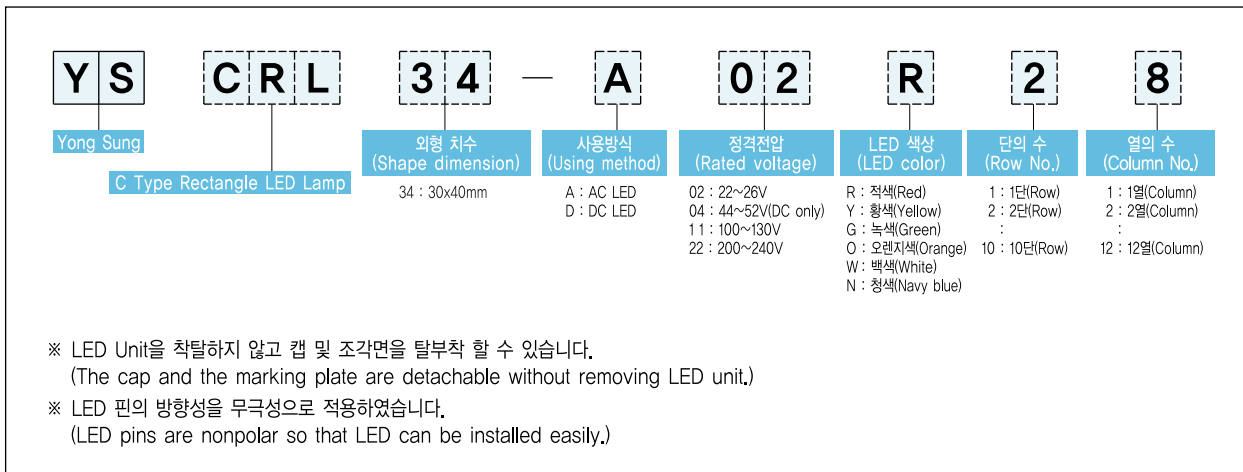 YS CRL 34 — A 02 R 2 8
Yong Sung
C Type Rectangle LED Lamp
외형 치수
(Shape dimension)
34 : 30x40mm
사용방식
(Using method)
A : AC LED
D : DC LED
정격전압
(Rated voltage)
02 : 22~26V
04 : 44~52V(DC only)
11 : 100~130V
22 : 200~240V
LED 색상
(LED color)
R : 적색(Red)
Y : 황색(Yellow)
G : 녹색(Green)
O : 오렌지색(Orange)
W : 백색(White)
N : 청색(Navy blue)
단의 수
(Row No.)
1 : 1단(Row)
2 : 2단(Row)
:
10 : 10단(Row)
열의 수
(Column No.)
1 : 1열(Column)
2 : 2열(Column)
:
12 : 12열(Column)
※ LED Unit을 착탈하지 않고 캡 및 조각면을 탈부착 할 수 있습니다.
(The cap and the marking plate are detachable without removing LED unit.)
※ LED 핀의 방향성을 무극성으로 적용하였습니다.
(LED pins are nonpolar so that LED can be installed easily.)